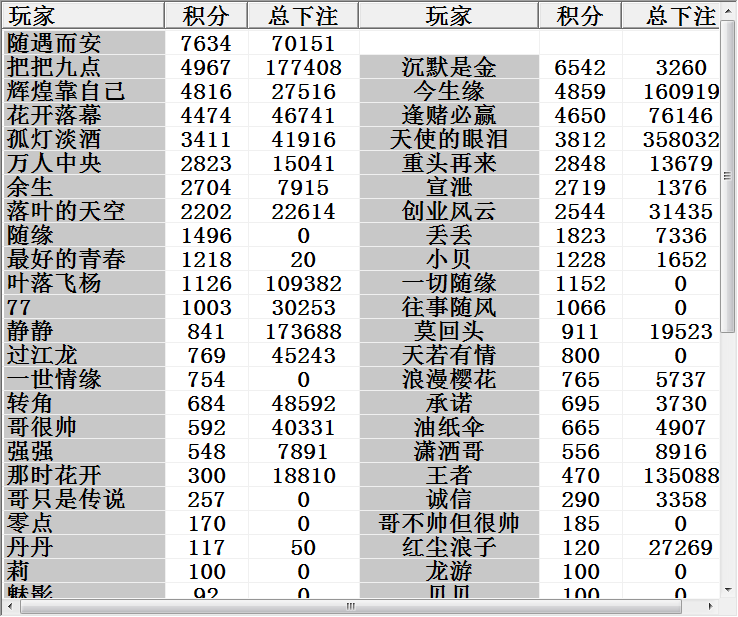 玩家 积分 总下注 玩家 积分 总下注
随遇而安 7634 70151
把把九点 4967 177408 沉默是金 6542 3260
辉煌靠自己 4816 27516 今生缘 4859 160919
花开落幕 4474 46741 逢赌必赢 4650 76146
孤灯淡酒 3411 41916 天使的眼泪 3812 358032
万人中央 2823 15041 重头再来 2848 13679
余生 2704 7915 宣泄 2719 1376
落叶的天空 2202 22614 创业风云 2544 31435
随缘 1496 0 丢丢 1823 7336
最好的青春 1218 20 小贝 1228 1652
叶落飞杨 1126 109382 一切随缘 1152 0
77 1003 30253 往事随风 1066 0
静静 841 173688 莫回头 911 19523
过江龙 769 45243 天若有情 800 0
一世情缘 754 0 浪漫樱花 765 5737
转角 684 48592 承诺 695 3730
哥很帅 592 40331 油纸伞 665 4907
强强 548 7891 潇洒哥 556 8916
那时花开 300 18810 王者 470 135088
哥只是传说 257 0 诚信 290 3358
零点 170 0 哥不帅但很帅 185 0
丹丹 117 50 红尘浪子 120 27269
莉 100 0 龙游 100 0
魅影 92 0 贝贝 100 0